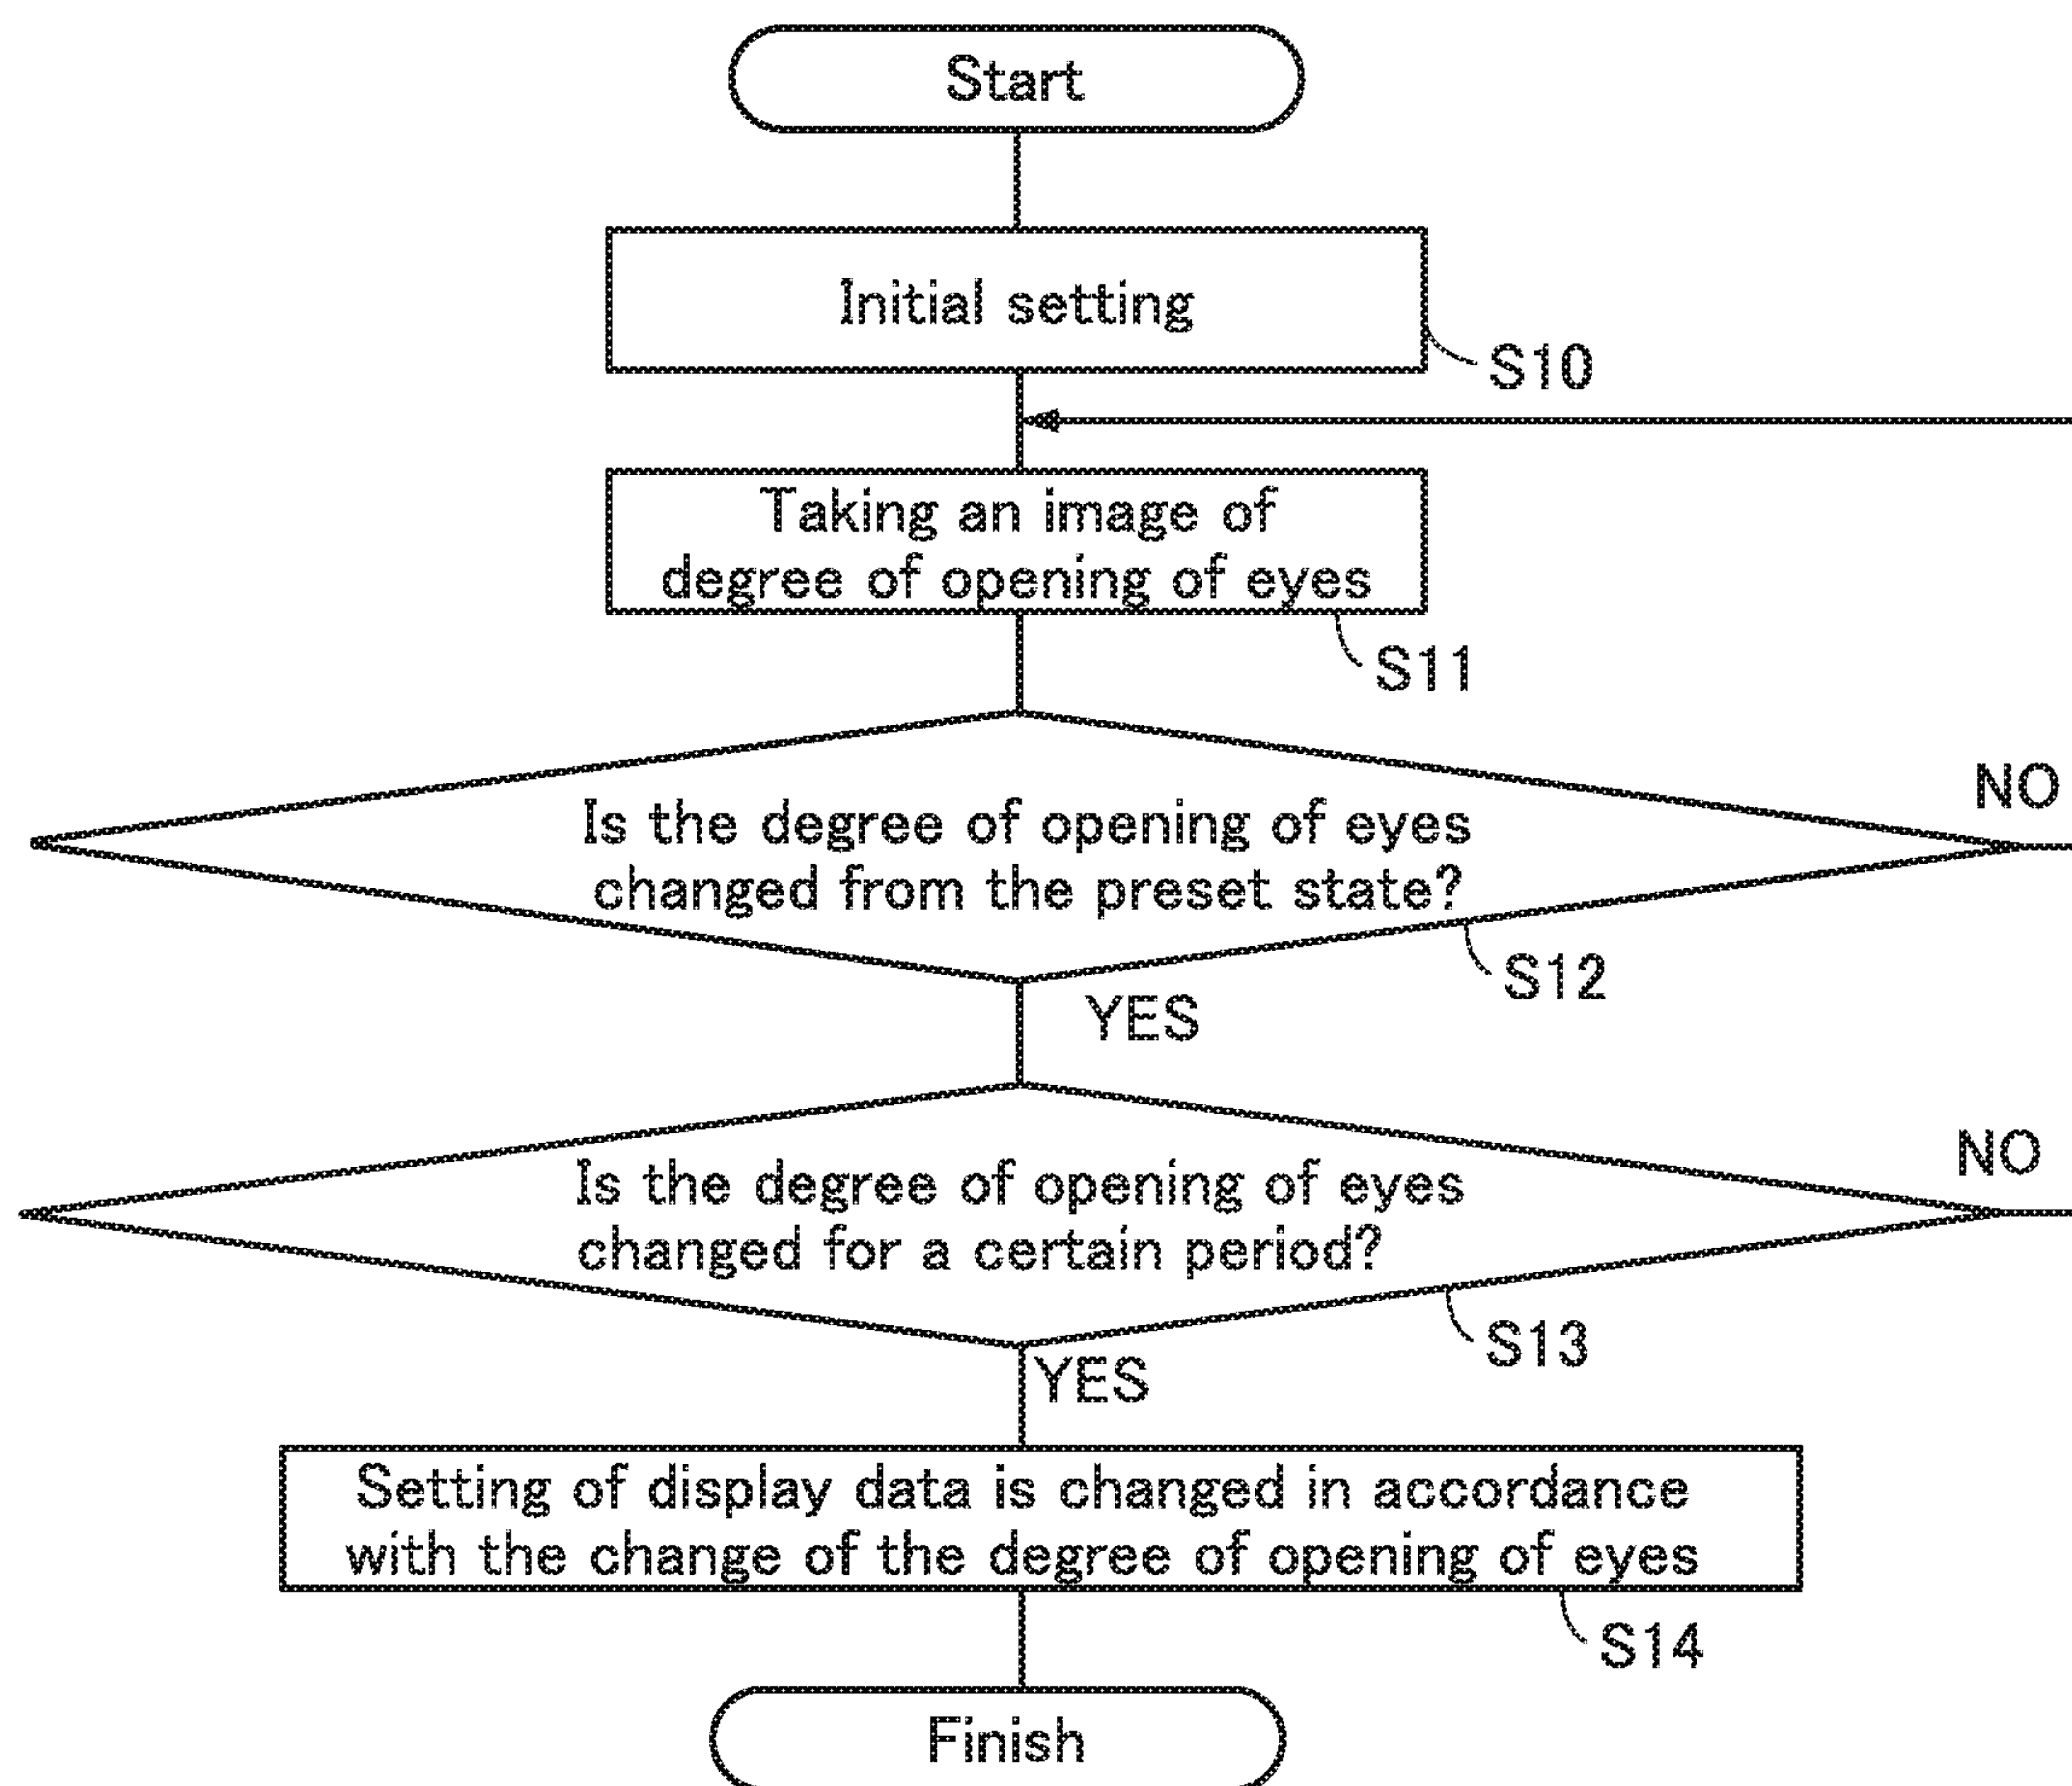 Start
Initial setting
S10
Taking an image of
degree of opening of eyes
S11
NO
Is the degree of opening of eyes
changed from the preset state?
S12
YES
NO
Is the degree of opening of eyes
changed for a certain period?
S13
YES
Setting of display data is changed in accordance
with the change of the degree of opening of eyes
S14
Finish